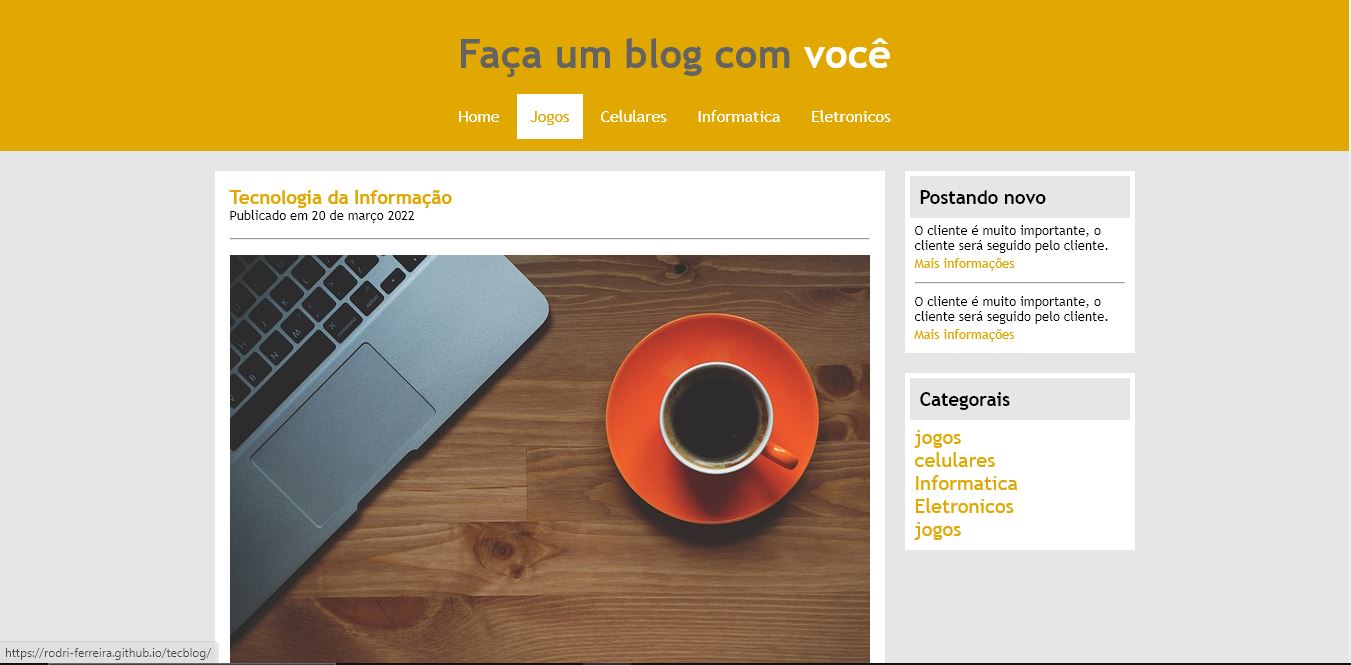 Faça um blog com você
Home Jogos Celulares Informatica Eletronicos
Tecnologia da Informação
Publicado em 20 de março 2022
command
option
Postando novo
O cliente é muito importante, o
cliente será seguido pelo cliente.
Mais informações
O cliente é muito importante, o
cliente será seguido pelo cliente.
Mais informações
Categorais
jogos
celulares
Informatica
Eletronicos
jogos
https://rodri-ferreira.github.io/tecblog/